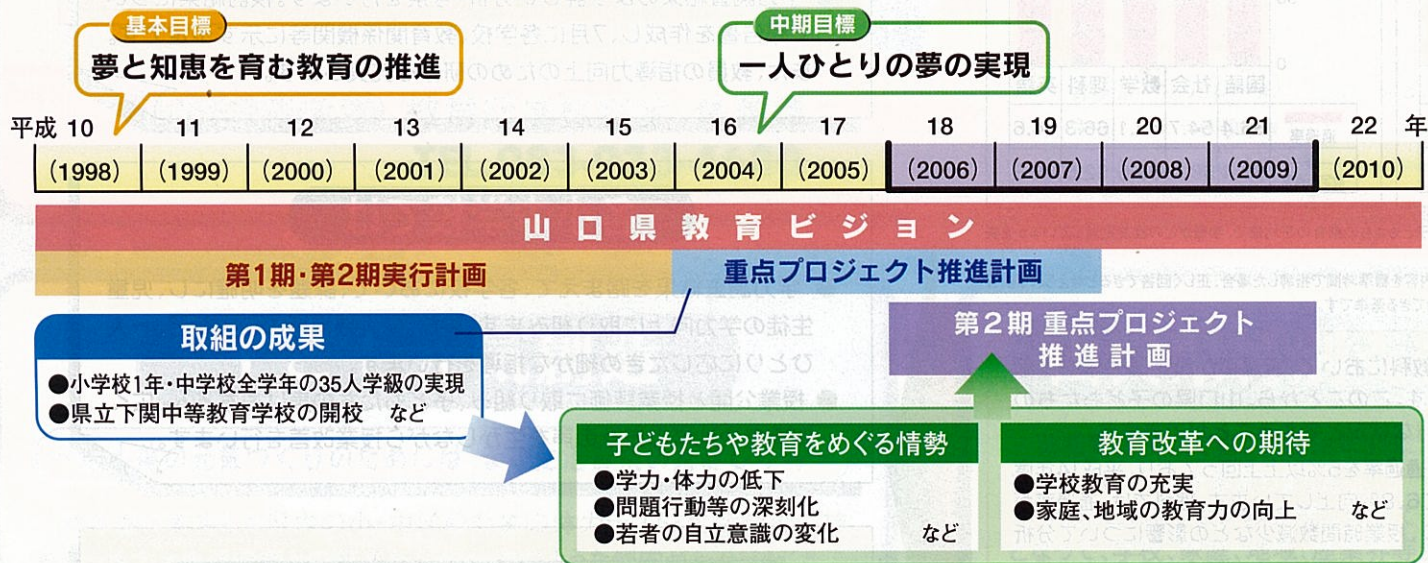 基本目標
夢と知恵を育む教育の推進
中期目標
一人ひとりの夢の実現
平成 10 11 12 13 14 15 16 17 18 19 20 21 22 年
(1998) (1999) (2000) (2001) (2002) (2003) (2004) (2005) (2006) (2007) (2008) (2009) (2010)
山口県教育ビジョン
第1期・第2期実行計画
重点プロジェクト推進計画
第2期 重点プロジェクト
推進計画
取組の成果
●小学校1年・中学校全学年の35人学級の実現
●県立下関中等教育学校の開校 など
子どもたちや教育をめぐる情勢
●学力・体力の低下
●問題行動等の深刻化
●若者の自立意識の変化 など
教育改革への期待
●学校教育の充実
●家庭、地域の教育力の向上 など